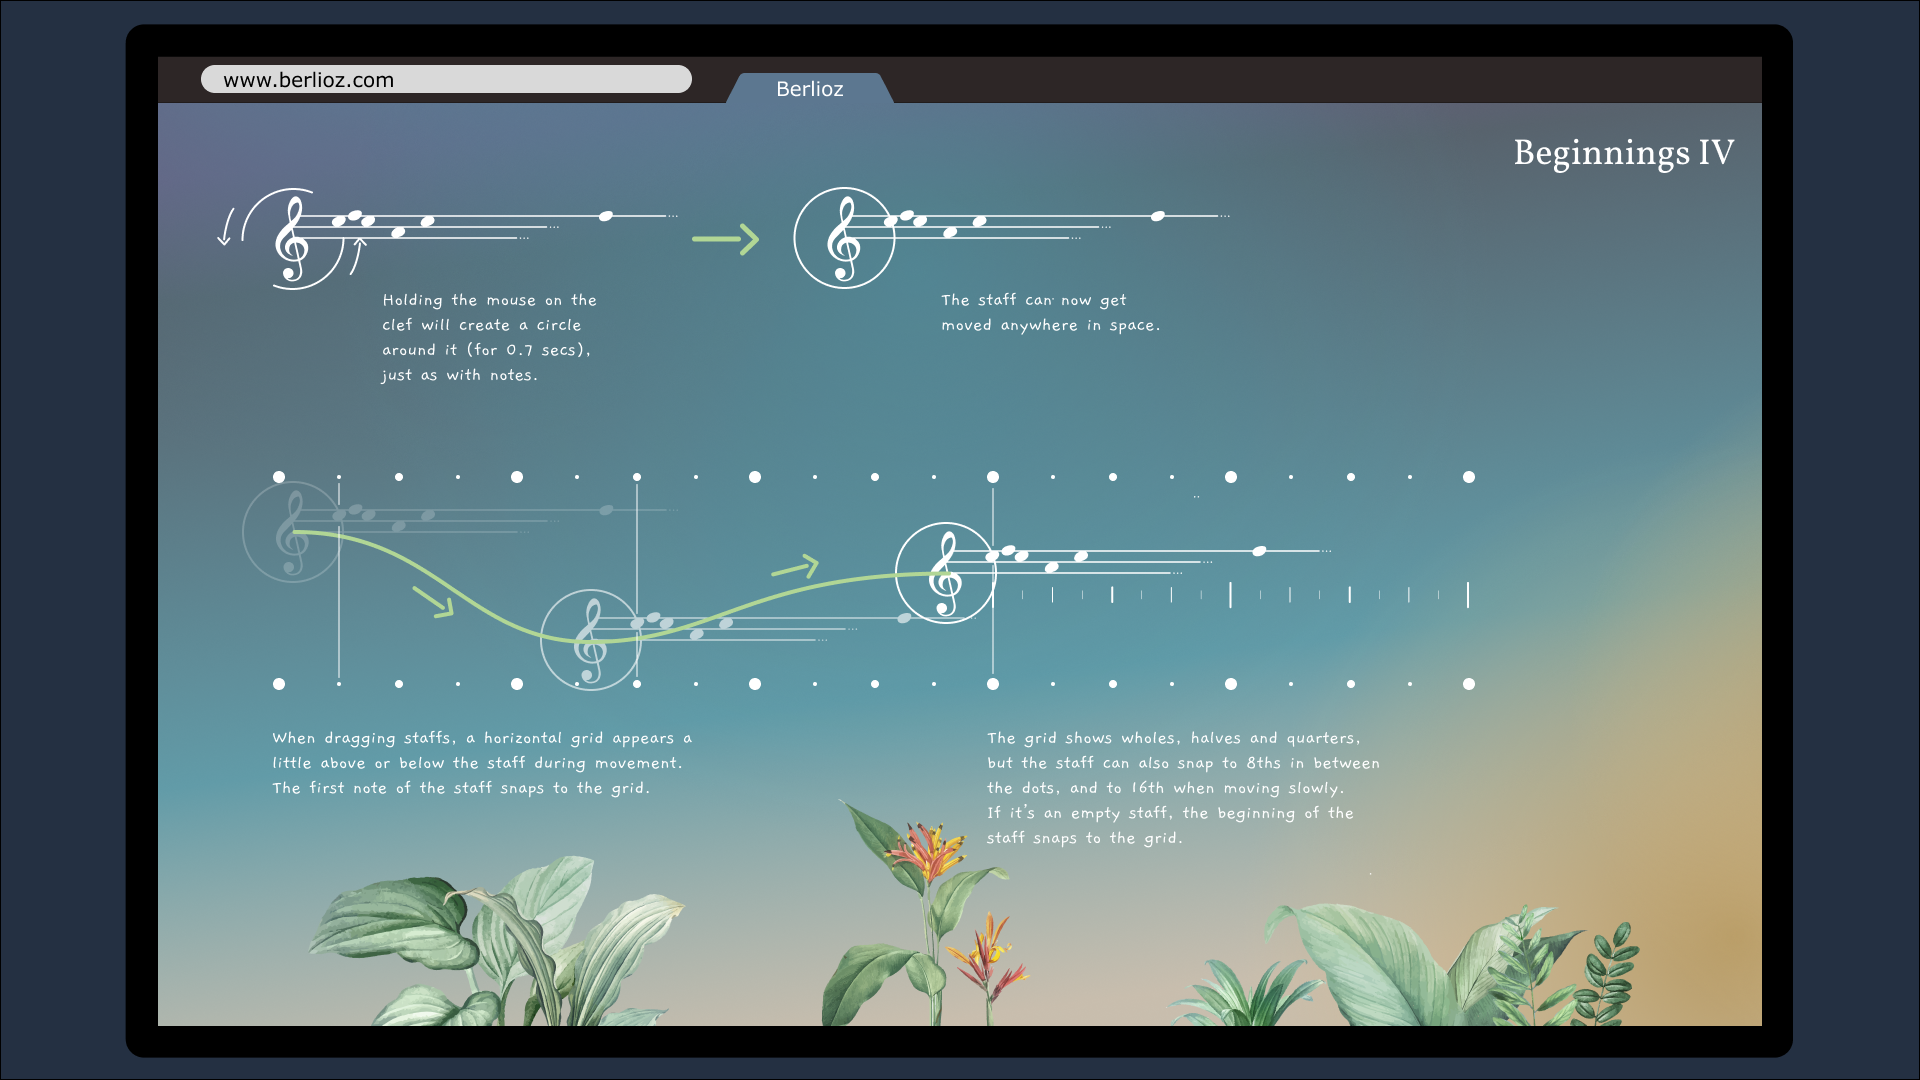 www.berlioz.com
Berlioz
Beginnings IV
Holding the mouse on the
clef will create a circle
around it (for 0.7 secs),
just as with notes.
The staff can now get
moved anywhere in space.
When dragging staffs, a horizontal grid appears a
little above or below the staff during movement.
The first note of the staff snaps to the grid.
The grid shows wholes, halves and quarters,
but the staff can also snap to 8ths in between
the dots, and to 16th when moving slowly.
If it's an empty staff, the beginning of the
staff snaps to the grid.